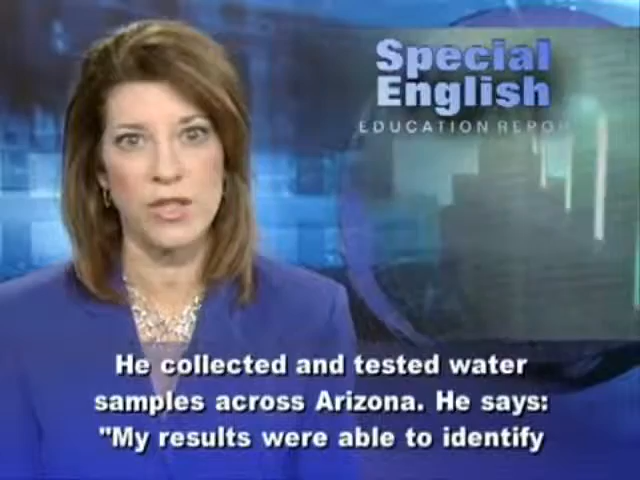 Special
English
EDUCATION REPORT
He collected and tested water
samples across Arizona. He says:
"My results were able to identify